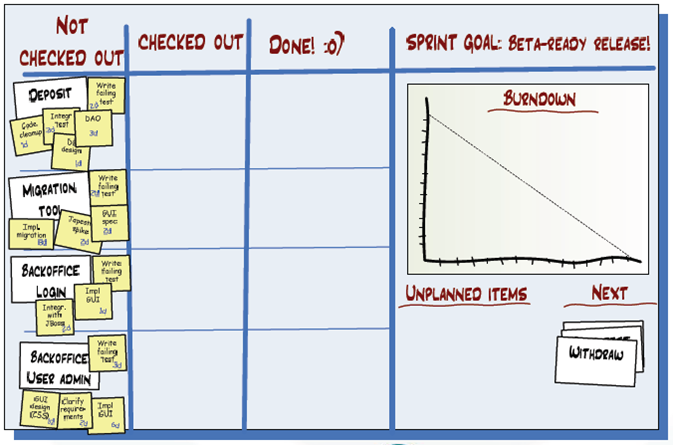 NOT
CHECKED OUT
CHECKED OUT
DONE! :o)
SPRINT GOAL: BETA-READY RELEASE!
DEPOSIT
Write
failing
test
2d
Code
cleanup
1d
Integr.
test
2d
DAO
3d
design
1d
MIGRATION
TOOL
Write
failing
test
2d
GUI
spec
2d
spike
2d
Impl.
migration
8d
BACKOFFICE
LOGIN
Write
failing
test
Integr.
with
JBoss
2d
Impl
GUI
1d
BACKOFFICE
USER ADMIN
Write
failing
test
3d
GUI
design
(CSS)
1d
Clarify
require-
ments
2d
Impl
GUI
6d
BURNDOWN
UNPLANNED ITEMS
NEXT
WITHDRAW